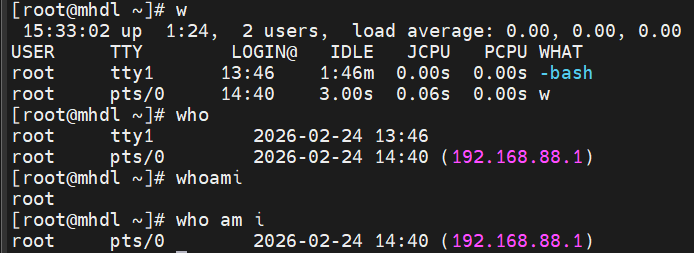 [root@mhdl ~]# w
 15:33:02 up  1:24,  2 users,  load average: 0.00, 0.00, 0.00
USER     TTY        LOGIN@   IDLE   JCPU   PCPU WHAT
root     tty1      13:46    1:46m  0.00s  0.00s -bash
root     pts/0     14:40    3.00s  0.06s  0.00s w
[root@mhdl ~]# who
root     tty1         2026-02-24 13:46
root     pts/0        2026-02-24 14:40 (192.168.88.1)
[root@mhdl ~]# whoami
root
[root@mhdl ~]# who am i
root     pts/0        2026-02-24 14:40 (192.168.88.1)